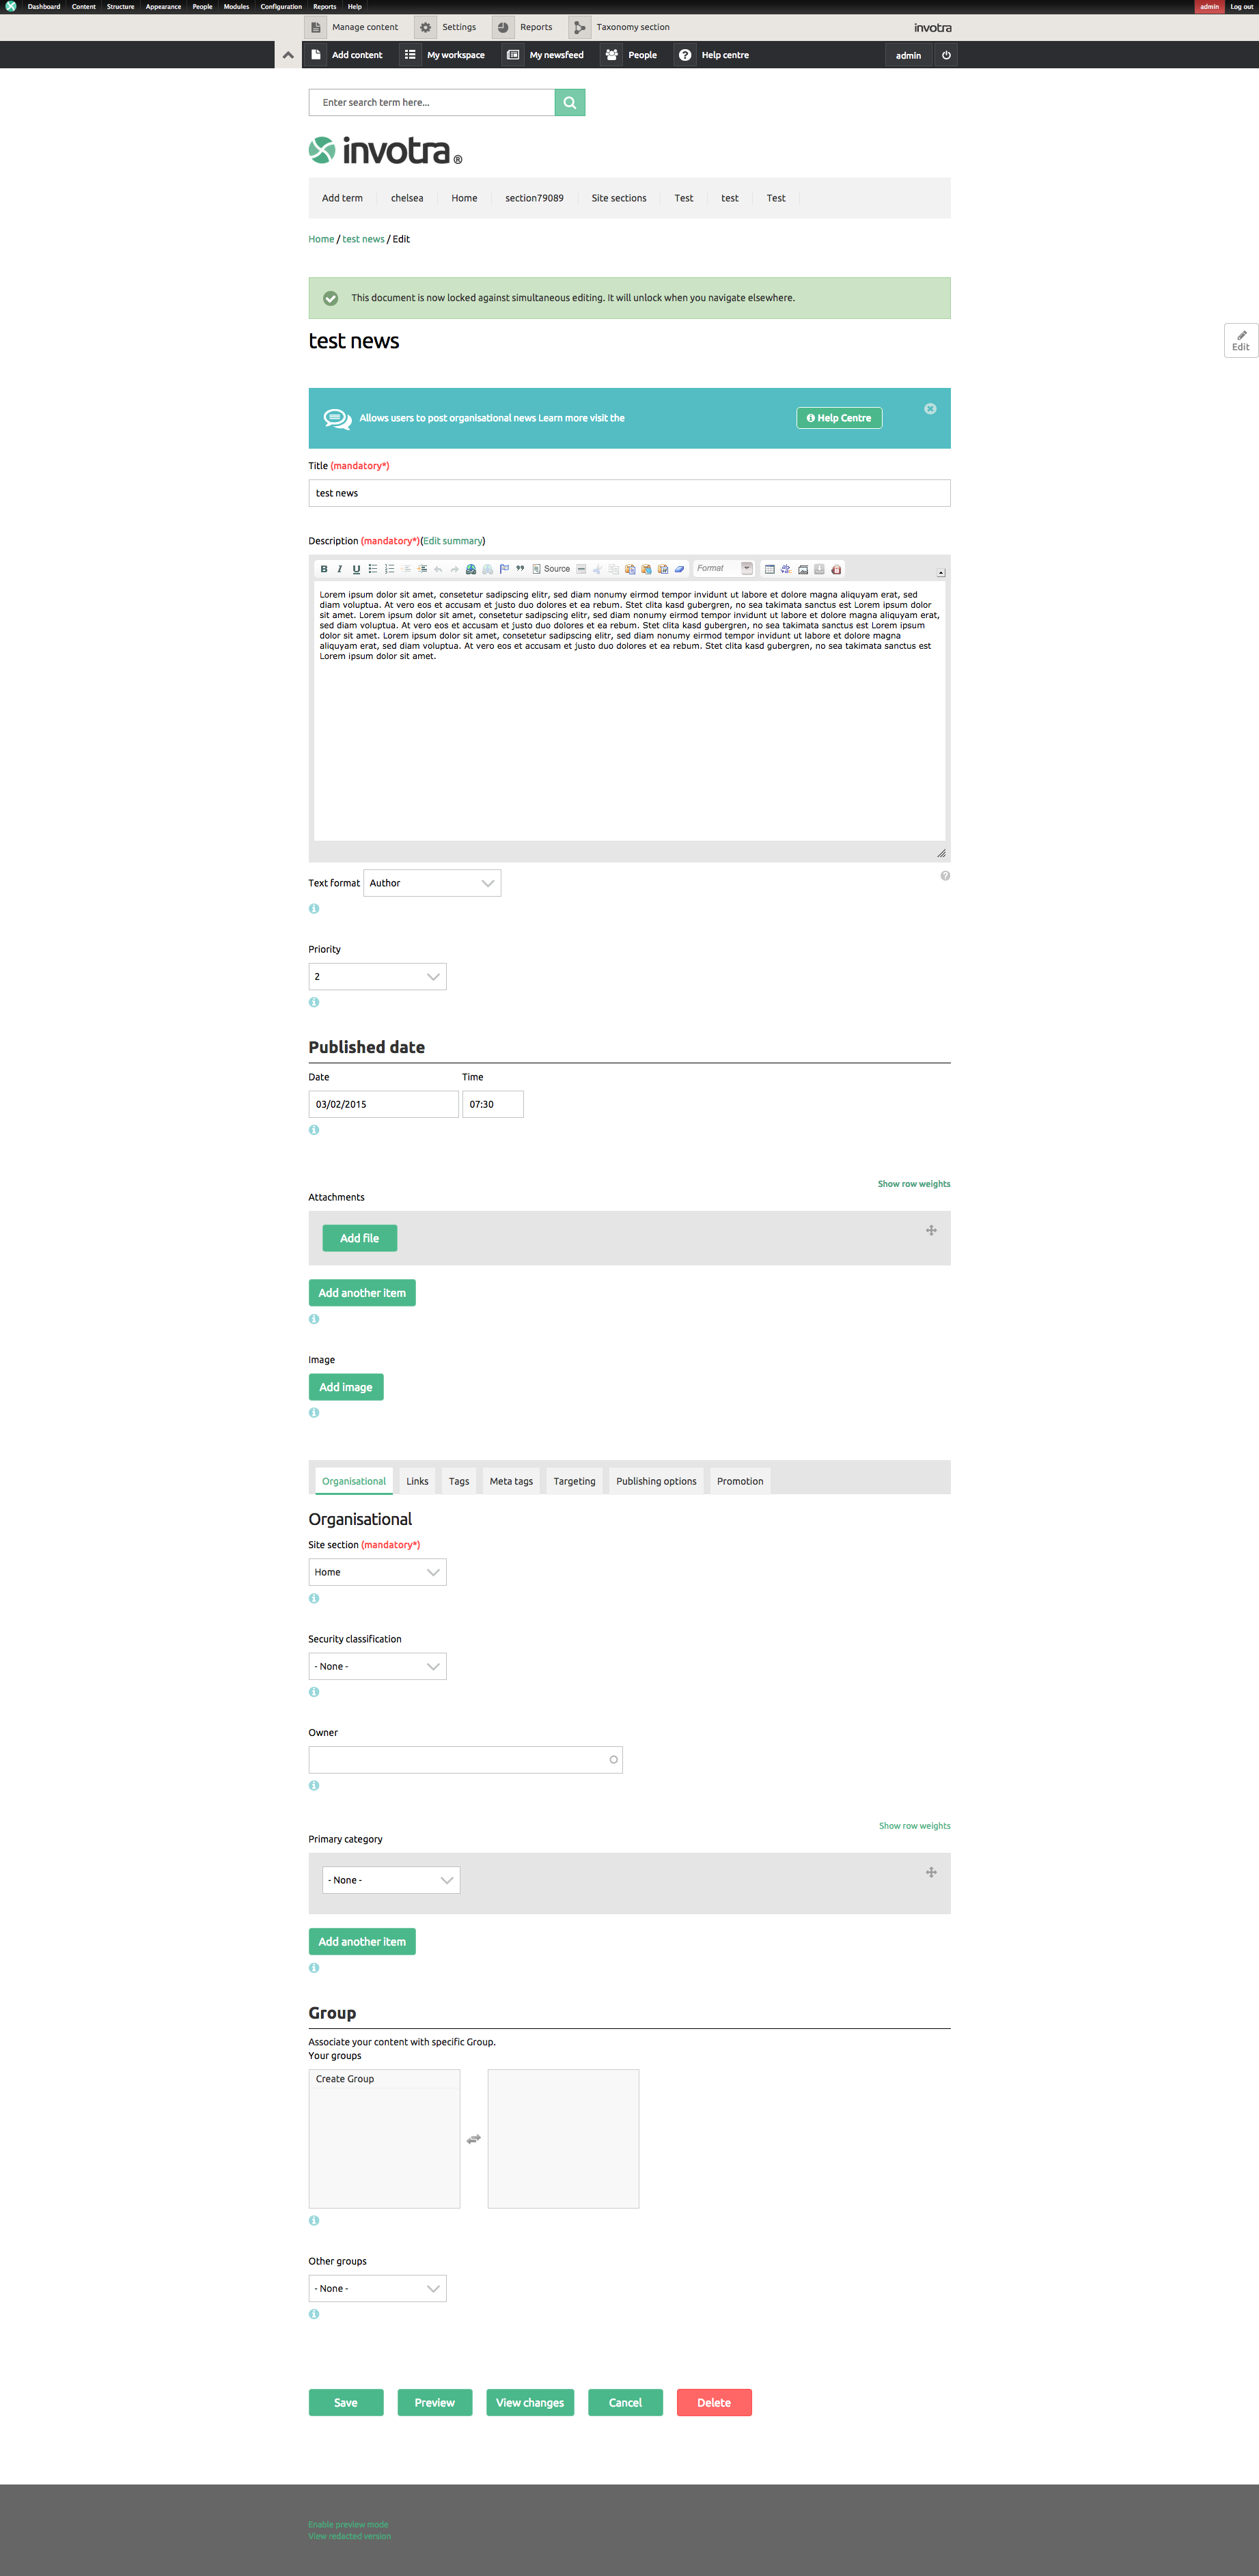 Dashboard Content Structure Appearance People Modules Configuration Reports Help admin Log out
Manage content Settings Reports Taxonomy section invotra
Add content My workspace My newsfeed People Help centre admin
Enter search term here...
invotra®
Add term chelsea Home section79089 Site sections Test test Test
Home / test news / Edit
This document is now locked against simultaneous editing. It will unlock when you navigate elsewhere.
test news
Edit
Allows users to post organisational news Learn more visit the Help Centre
Title (mandatory*)
test news
Description (mandatory*)(Edit summary)
B I U Source Format
Lorem ipsum dolor sit amet, consetetur sadipscing elitr, sed diam nonumy eirmod tempor invidunt ut labore et dolore magna aliquyam erat, sed
diam voluptua. At vero eos et accusam et justo duo dolores et ea rebum. Stet clita kasd gubergren, no sea takimata sanctus est Lorem ipsum dolor
sit amet. Lorem ipsum dolor sit amet, consetetur sadipscing elitr, sed diam nonumy eirmod tempor invidunt ut labore et dolore magna aliquyam erat,
sed diam voluptua. At vero eos et accusam et justo duo dolores et ea rebum. Stet clita kasd gubergren, no sea takimata sanctus est Lorem ipsum
dolor sit amet. Lorem ipsum dolor sit amet, consetetur sadipscing elitr, sed diam nonumy eirmod tempor invidunt ut labore et dolore magna
aliquyam erat, sed diam voluptua. At vero eos et accusam et justo duo dolores et ea rebum. Stet clita kasd gubergren, no sea takimata sanctus est
Lorem ipsum dolor sit amet.
Text format Author
Priority
2
Published date
Date Time
03/02/2015 07:30
Show row weights
Attachments
Add file
Add another item
Image
Add image
Organisational Links Tags Meta tags Targeting Publishing options Promotion
Organisational
Site section (mandatory*)
Home
Security classification
- None -
Owner
Show row weights
Primary category
- None -
Add another item
Group
Associate your content with specific Group.
Your groups
Create Group
Other groups
- None -
Save Preview View changes Cancel Delete
Enable preview mode
View redacted version